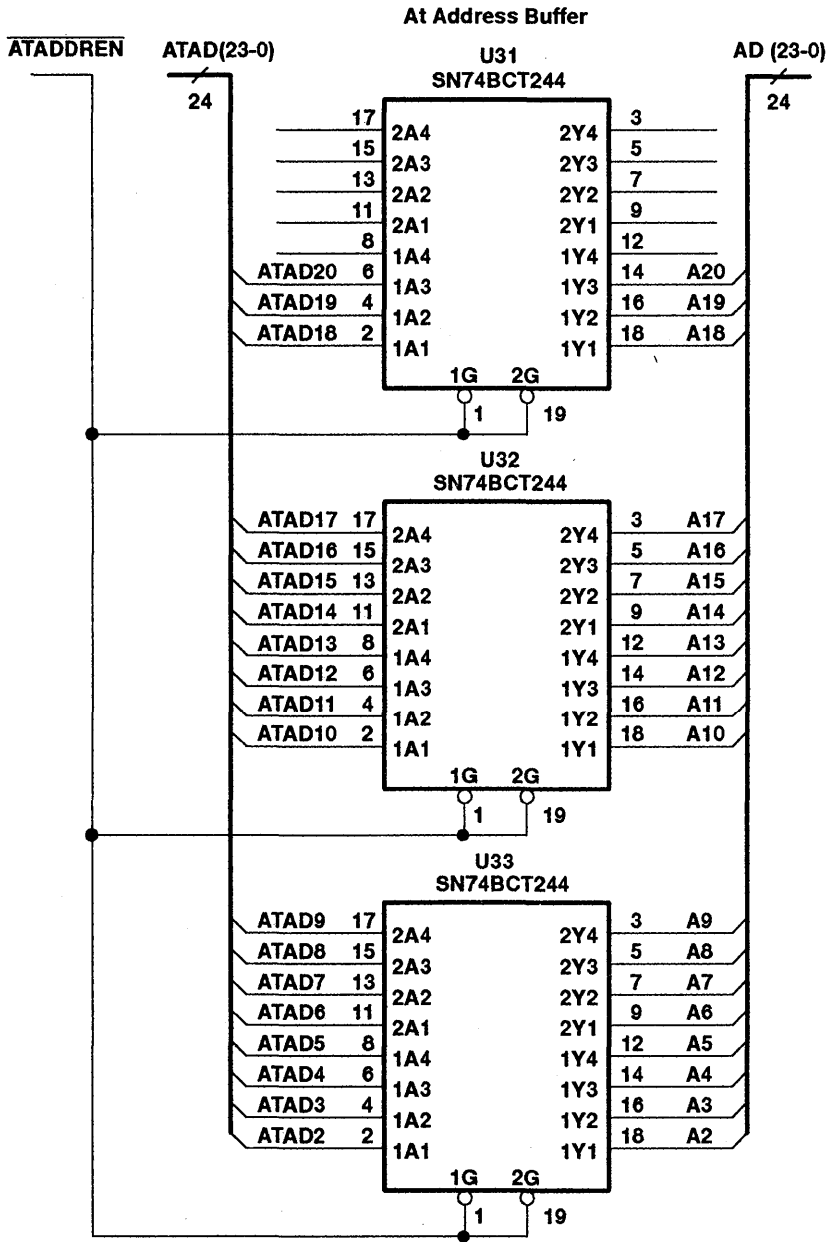 At Address Buffer
ATADDREN ATAD(23-0) U31 AD (23-0)
SN74BCT244
24 24
17 2A4 2Y4 3
15 2A3 2Y3 5
13 2A2 2Y2 7
11 2A1 2Y1 9
8 1A4 1Y4 12
ATAD20 6 1A3 1Y3 14 A20
ATAD19 4 1A2 1Y2 16 A19
ATAD18 2 1A1 1Y1 18 A18
1G 2G
1 19
U32
SN74BCT244
ATAD17 17 2A4 2Y4 3 A17
ATAD16 15 2A3 2Y3 5 A16
ATAD15 13 2A2 2Y2 7 A15
ATAD14 11 2A1 2Y1 9 A14
ATAD13 8 1A4 1Y4 12 A13
ATAD12 6 1A3 1Y3 14 A12
ATAD11 4 1A2 1Y2 16 A11
ATAD10 2 1A1 1Y1 18 A10
1G 2G
1 19
U33
SN74BCT244
ATAD9 17 2A4 2Y4 3 A9
ATAD8 15 2A3 2Y3 5 A8
ATAD7 13 2A2 2Y2 7 A7
ATAD6 11 2A1 2Y1 9 A6
ATAD5 8 1A4 1Y4 12 A5
ATAD4 6 1A3 1Y3 14 A4
ATAD3 4 1A2 1Y2 16 A3
ATAD2 2 1A1 1Y1 18 A2
1G 2G
1 19